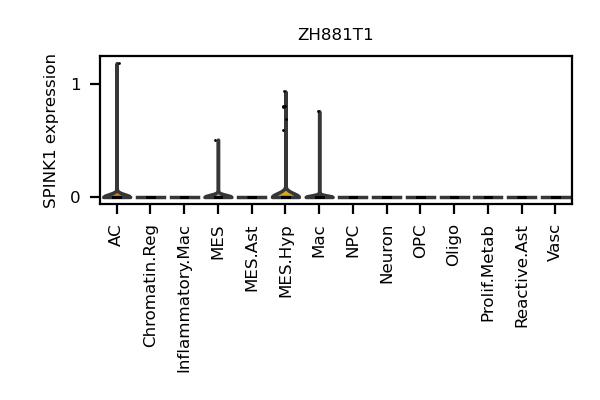 ZH881T1
SPINK1 expression
1
0
AC
Chromatin.Reg
Inflammatory.Mac
MES
MES.Ast
MES.Hyp
Mac
NPC
Neuron
OPC
Oligo
Prolif.Metab
Reactive.Ast
Vasc